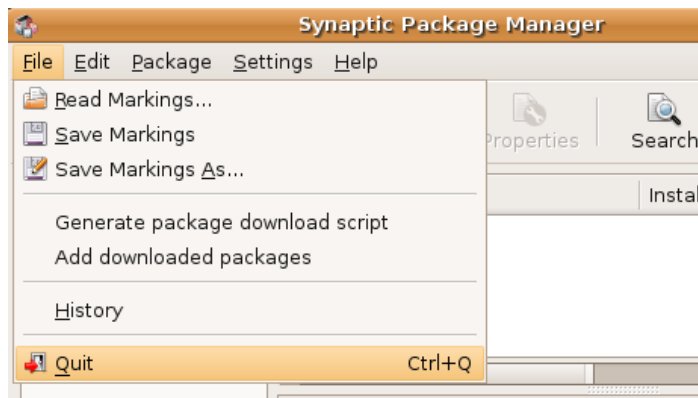 Synaptic Package Manager
File Edit Package Settings Help
Read Markings...
Save Markings
Save Markings As...
Properties
Search
Instal
Generate package download script
Add downloaded packages
History
Quit Ctrl+Q